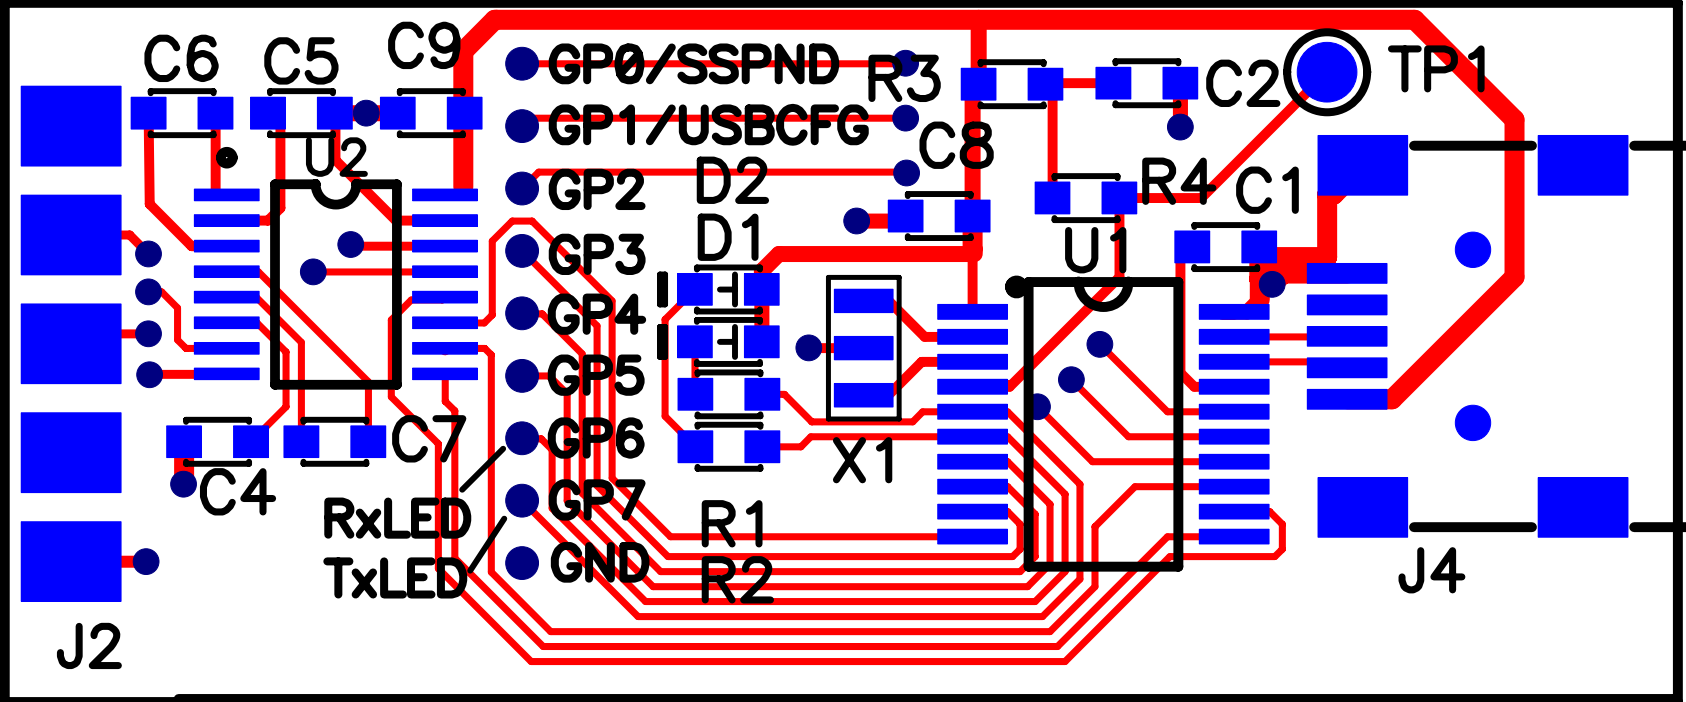 C6
C5
C9
GP0/SSPND
R3
C2
TP1
GP1/USBCFG
U2
C8
D2
GP2
R4
C1
D1
GP3
U1
GP4
GP5
C7
GP6
X1
C4
RxLED
GP7
R1
TxLED
GND
R2
J4
J2